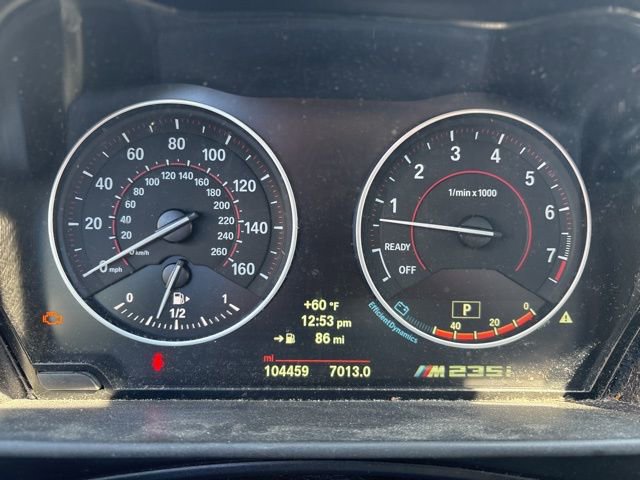 80
60 100
40 120
20 140
0 mph 160
120 140
100 160
80 180
60 200
40 220
20 240
0 km/h 260
0 1
1/2
+60 °F
12:53 pm
86 mi
mi
104459 7013.0
1/min x 1000
1 2 3 4 5 6 7
READY
OFF
P
40 20 0
EfficientDynamics
M235i